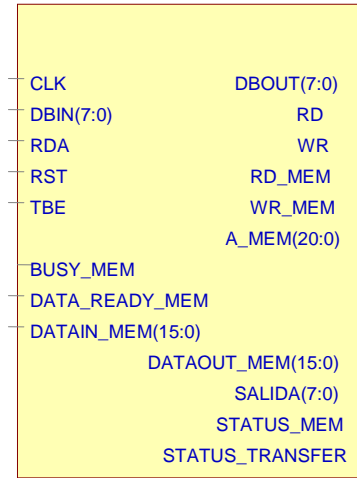 CLK DBOUT(7:0)
DBIN(7:0) RD
RDA WR
RST RD_MEM
TBE WR_MEM
A_MEM(20:0)
BUSY_MEM
DATA_READY_MEM
DATAIN_MEM(15:0)
DATAOUT_MEM(15:0)
SALIDA(7:0)
STATUS_MEM
STATUS_TRANSFER